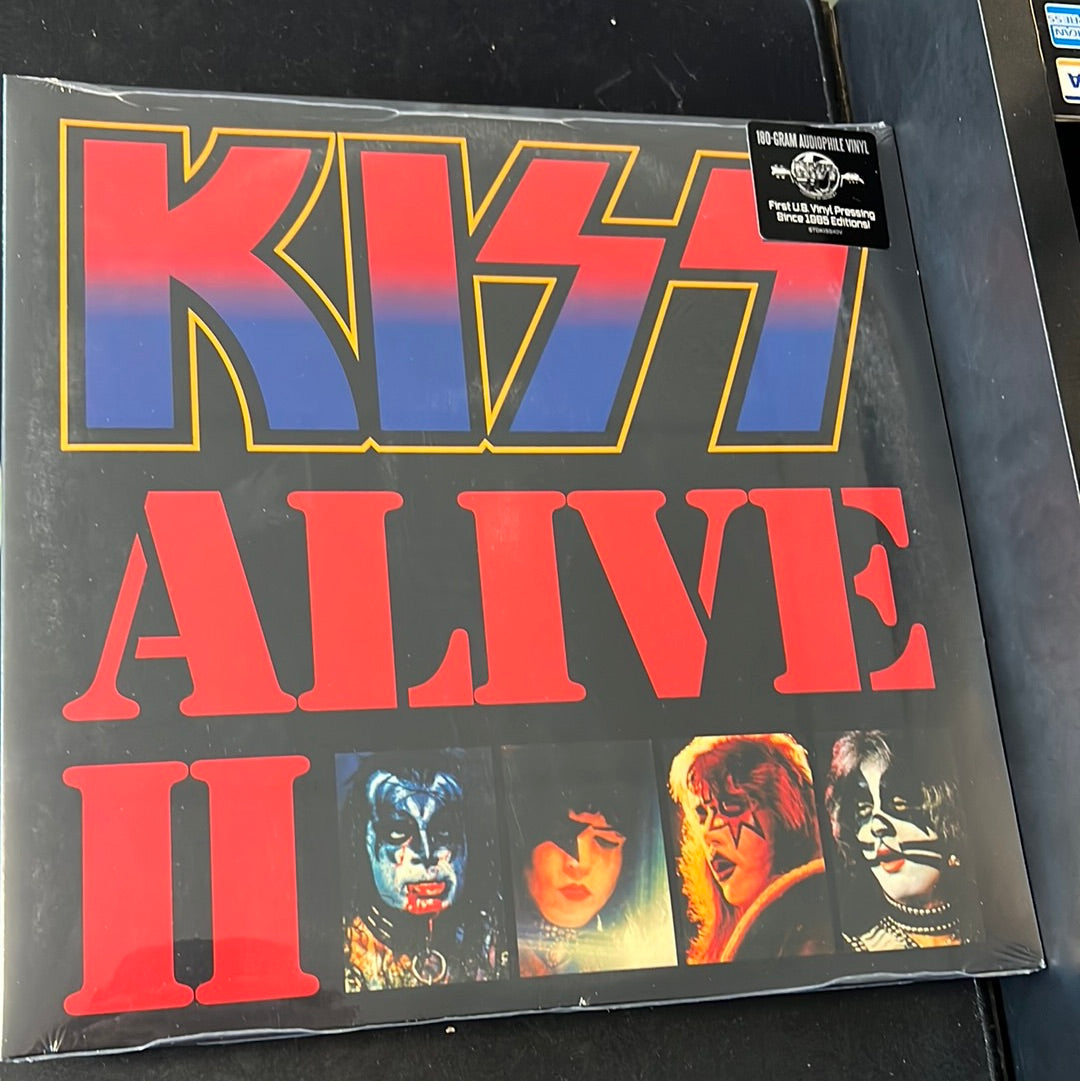 KISS
180-GRAM AUDIOPHILE VINYL
First U.S. Vinyl Pressing
Since 1985 Editions!
ALIVE
II